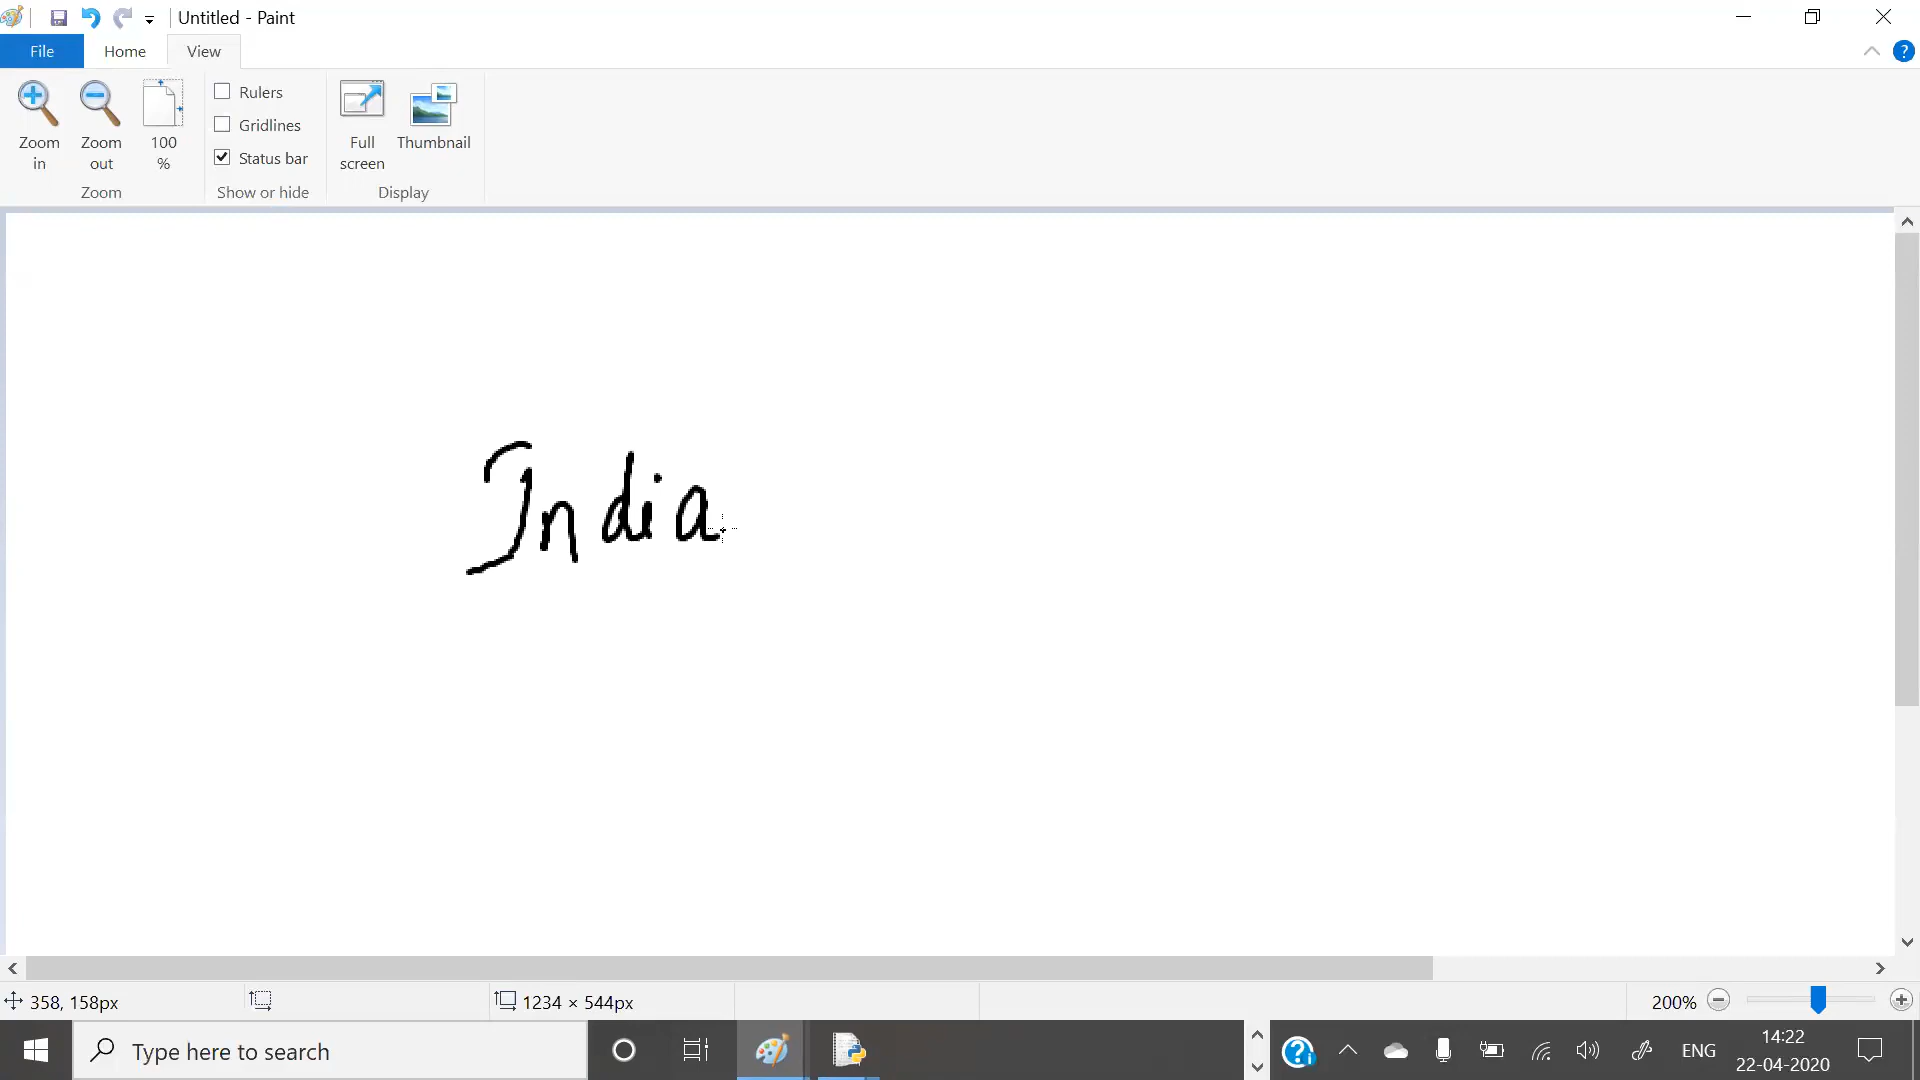 Untitled - Paint
File Home View
?
Zoom in
Zoom out
100 %
Rulers
Gridlines
Status bar
Full screen
Thumbnail
Zoom
Show or hide
Display
India
358, 158px
1234 × 544px
200%
Type here to search
ENG
14:22
22-04-2020